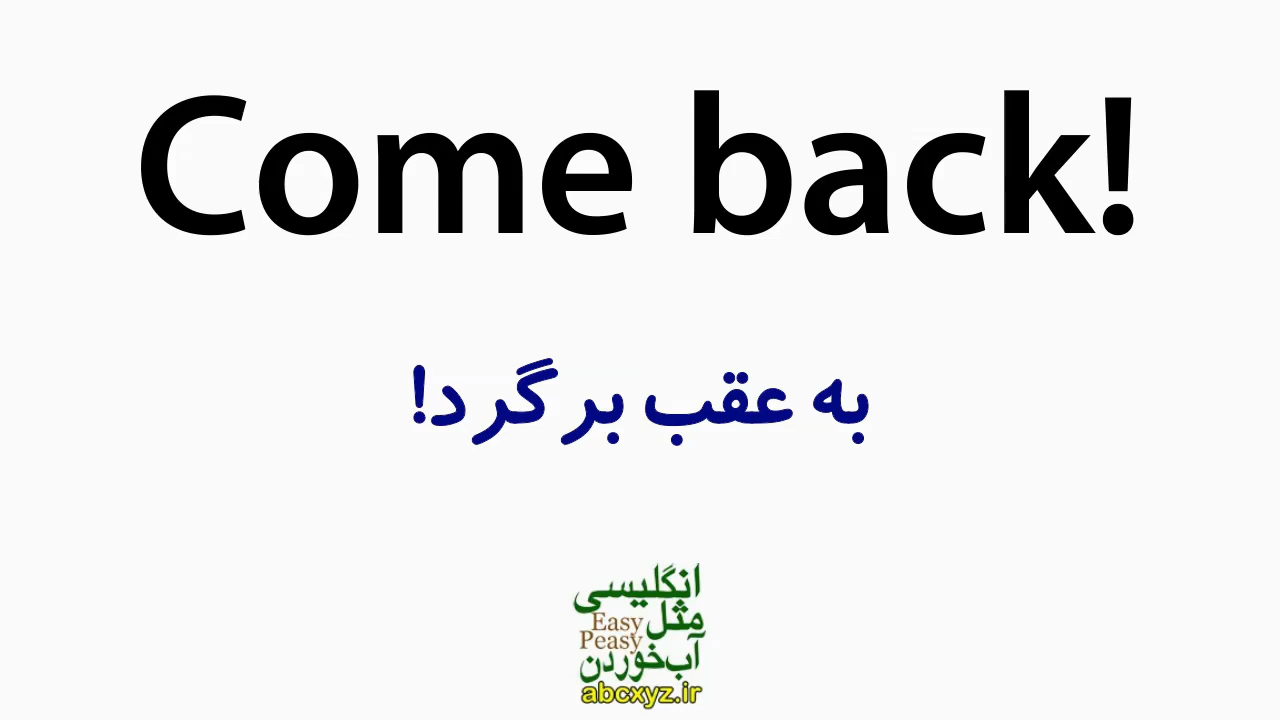 Come back!
به عقب برگرد!
انگلیسی
مثل
Easy
Peasy
آب‌خوردن
abcxyz.ir